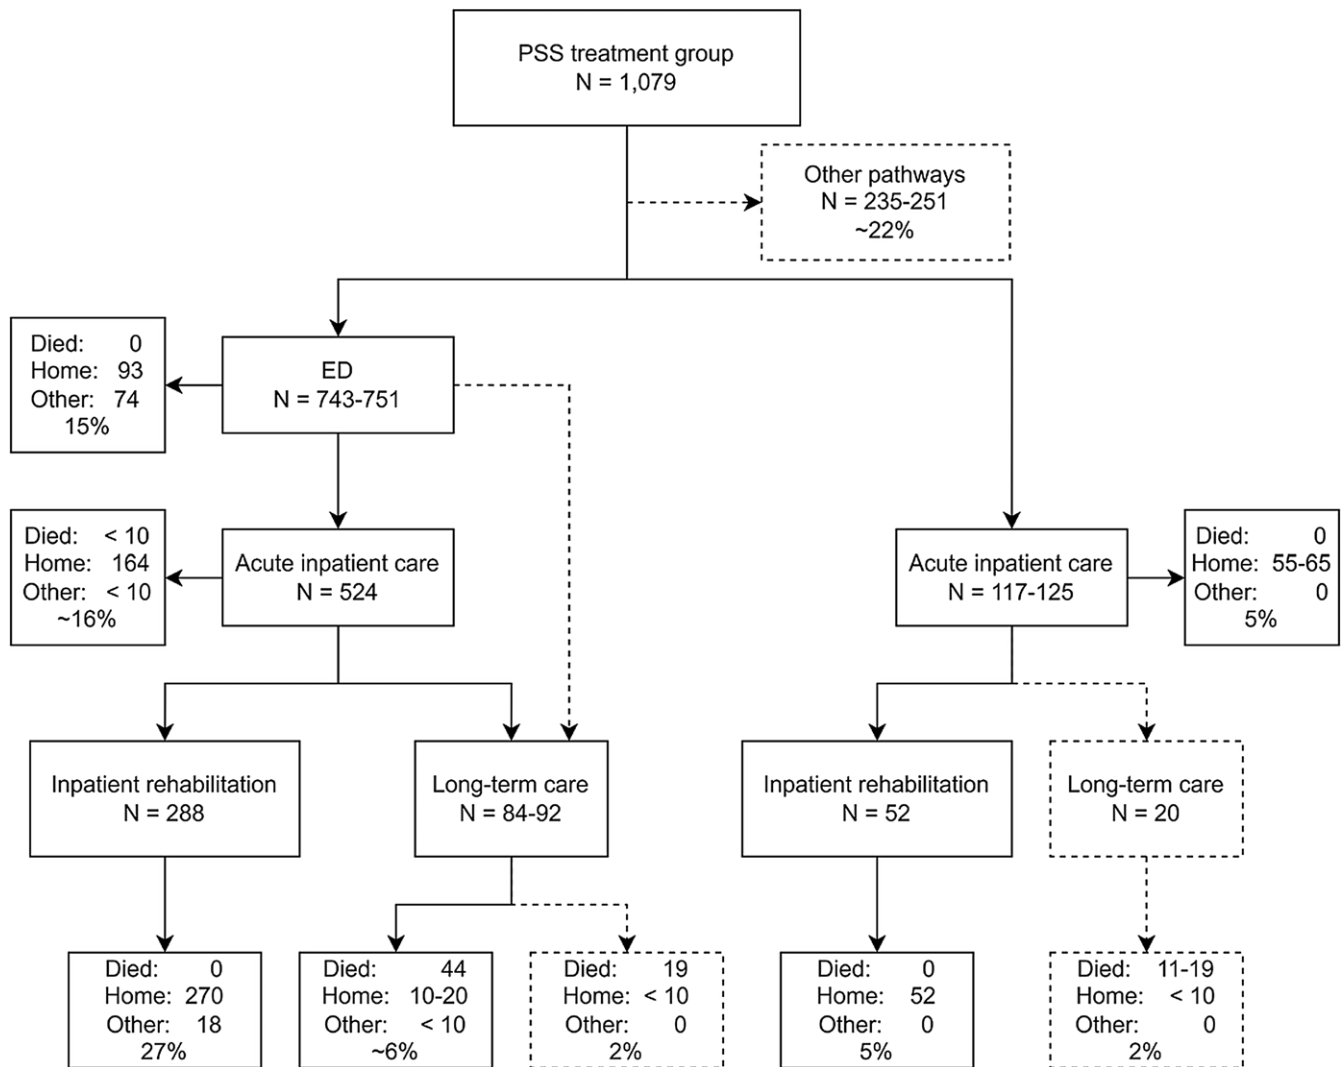 PSS treatment group
N = 1,079
Other pathways
N = 235-251
~22%
Died: 0
Home: 93
Other: 74
15%
ED
N = 743-751
Died: < 10
Home: 164
Other: < 10
~16%
Acute inpatient care
N = 524
Acute inpatient care
N = 117-125
Died: 0
Home: 55-65
Other: 0
5%
Inpatient rehabilitation
N = 288
Long-term care
N = 84-92
Inpatient rehabilitation
N = 52
Long-term care
N = 20
Died: 0
Home: 270
Other: 18
27%
Died: 44
Home: 10-20
Other: < 10
~6%
Died: 19
Home: < 10
Other: 0
2%
Died: 0
Home: 52
Other: 0
5%
Died: 11-19
Home: < 10
Other: 0
2%